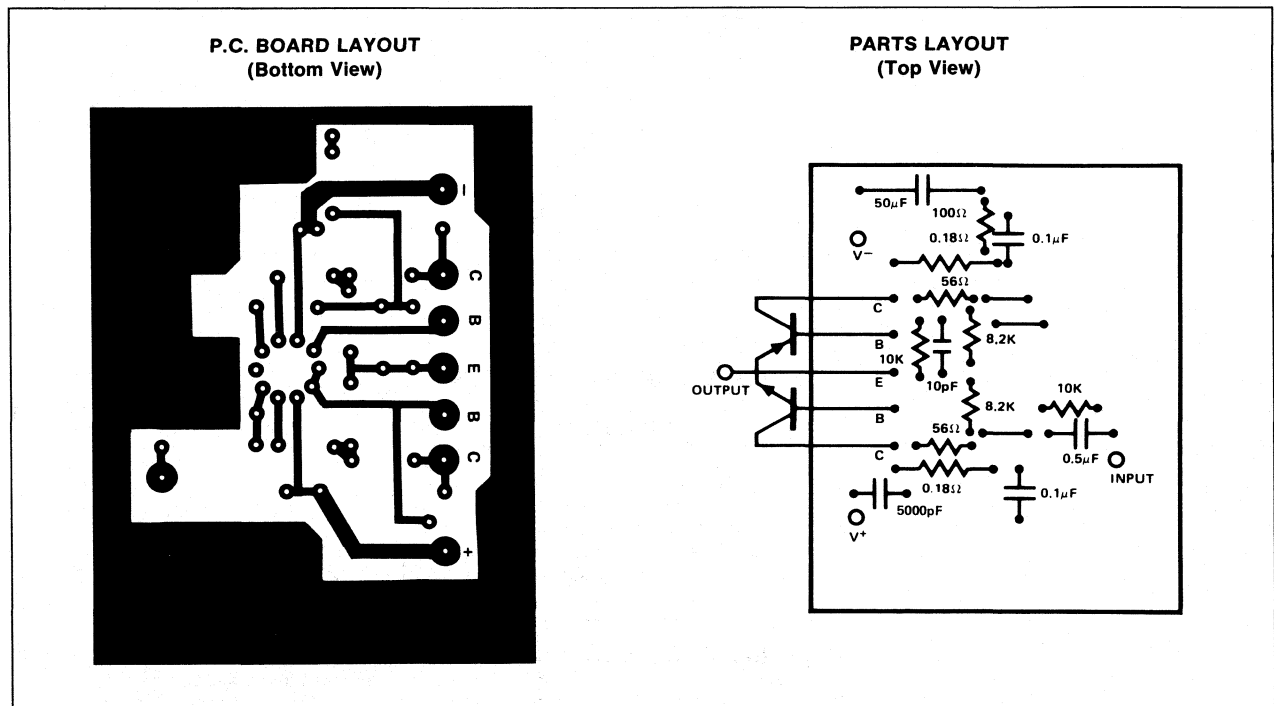 P.C. BOARD LAYOUT
(Bottom View)
–
C
B
E
B
C
+
PARTS LAYOUT
(Top View)
50μF
100Ω
0.18Ω
0.1μF
V–
56Ω
C
B
10K
8.2K
E
10pF
OUTPUT
B
8.2K
10K
56Ω
C
0.5μF
INPUT
0.18Ω
0.1μF
5000pF
V+